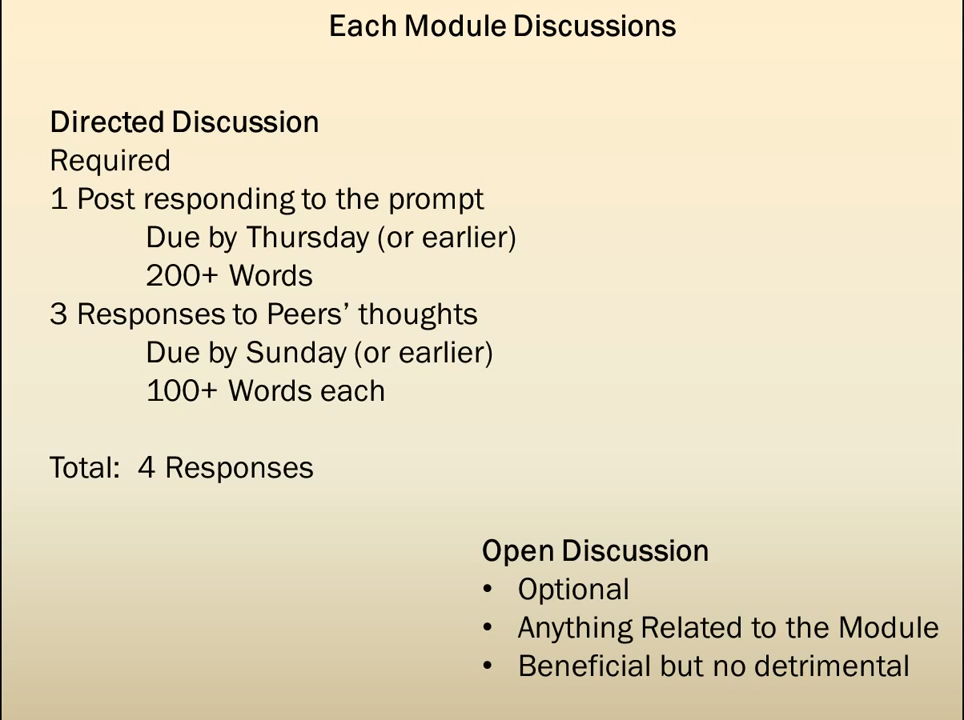 Each Module Discussions
Directed Discussion
Required
1 Post responding to the prompt
Due by Thursday (or earlier)
200+ Words
3 Responses to Peers’ thoughts
Due by Sunday (or earlier)
100+ Words each
Total:  4 Responses
Open Discussion
• Optional
• Anything Related to the Module
• Beneficial but no detrimental